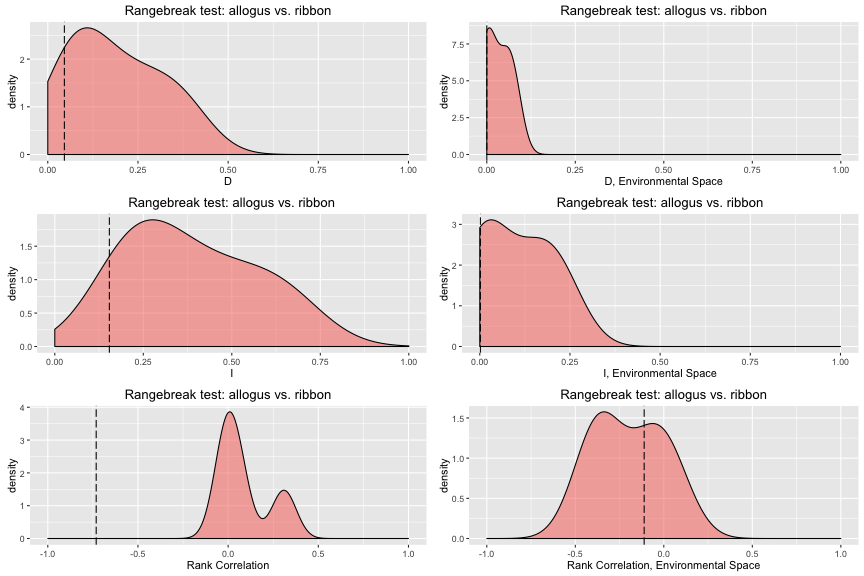 Rangebreak test: allogus vs. ribbon
density
2
1
0
0.00 0.25 0.50 0.75 1.00
D
Rangebreak test: allogus vs. ribbon
density
7.5
5.0
2.5
0.0
0.00 0.25 0.50 0.75 1.00
D, Environmental Space
Rangebreak test: allogus vs. ribbon
density
1.5
1.0
0.5
0.0
0.00 0.25 0.50 0.75 1.00
I
Rangebreak test: allogus vs. ribbon
density
3
2
1
0
0.00 0.25 0.50 0.75 1.00
I, Environmental Space
Rangebreak test: allogus vs. ribbon
density
4
3
2
1
0
-1.0 -0.5 0.0 0.5 1.0
Rank Correlation
Rangebreak test: allogus vs. ribbon
density
1.5
1.0
0.5
0.0
-1.0 -0.5 0.0 0.5 1.0
Rank Correlation, Environmental Space